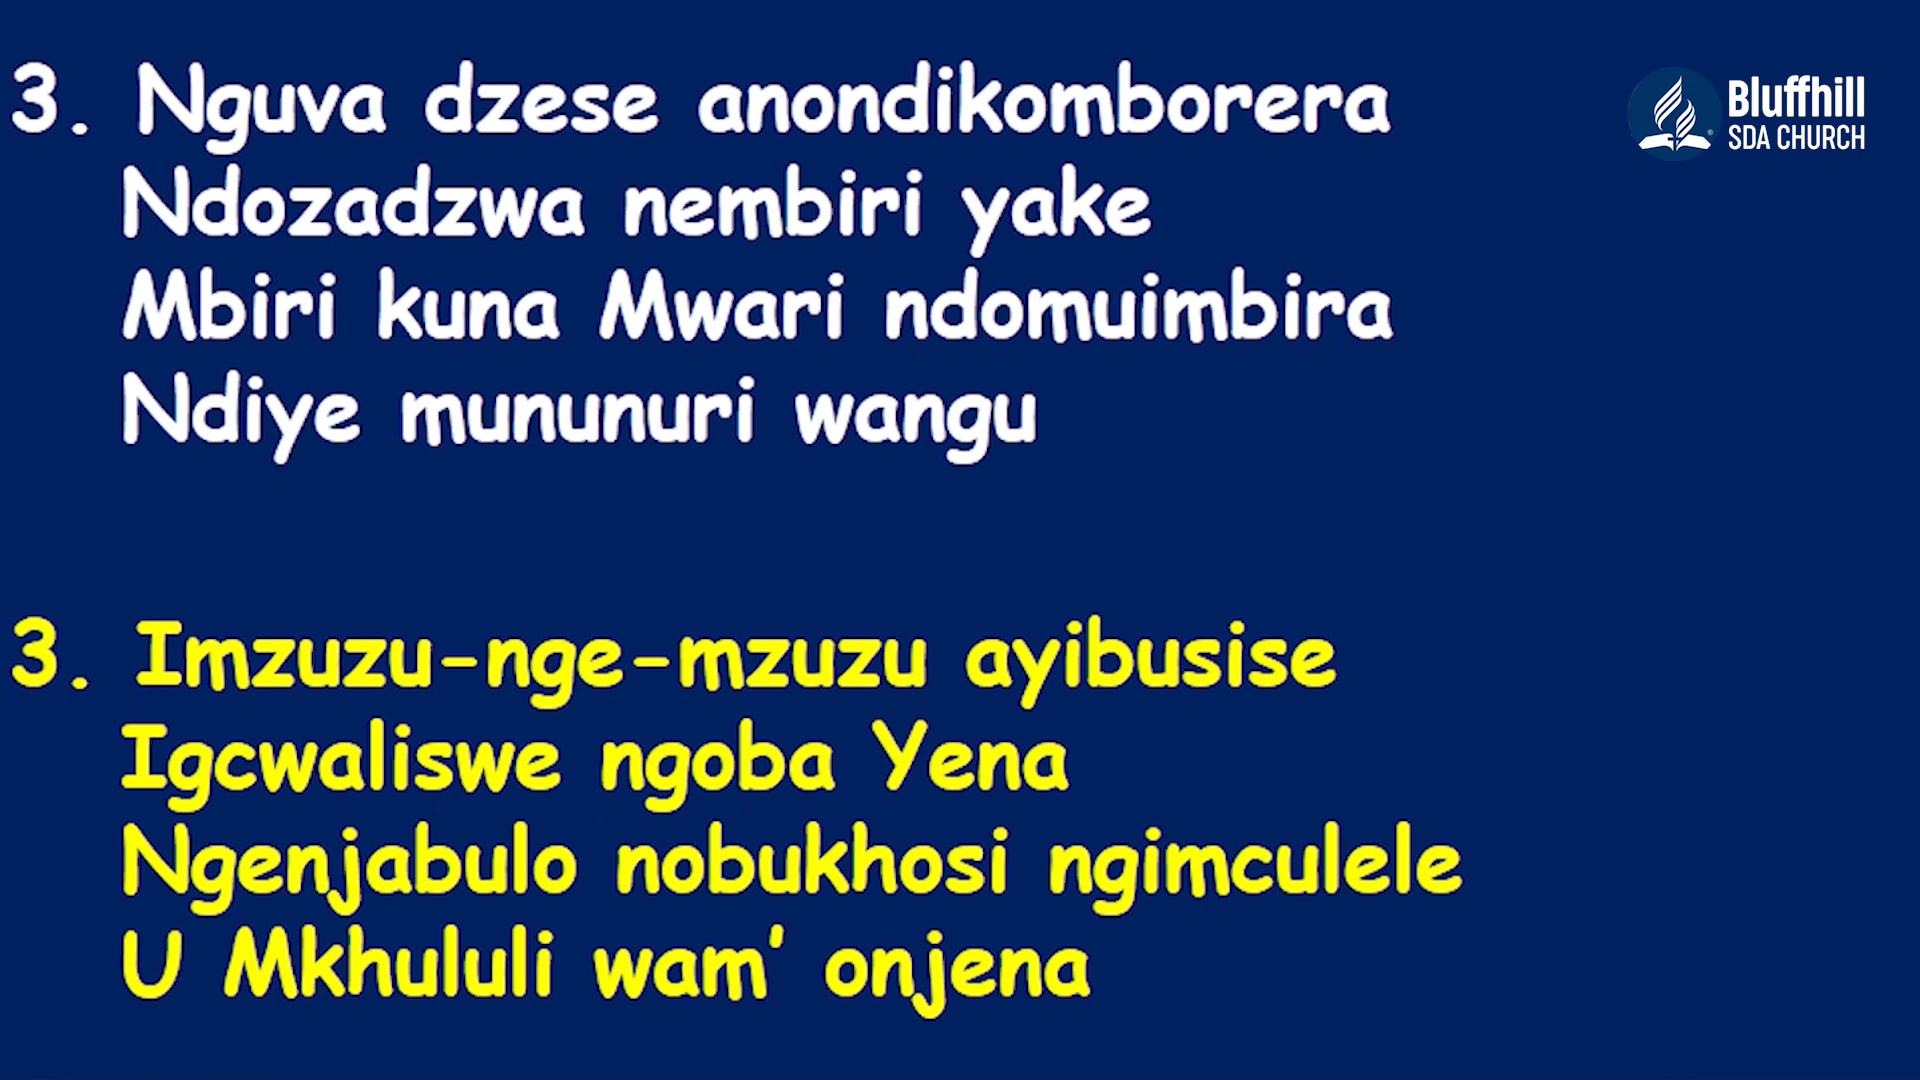 3. Nguva dzese anondikomborera
Ndozadzwa nembiri yake
Mbiri kuna Mwari ndomuimbira
Ndiye mununuri wangu
Bluffhill
SDA CHURCH
3. Imzuzu-nge-mzuzu ayibusise
Igcwaliswe ngoba Yena
Ngenjabulo nobukhosi ngimculele
U Mkhululi wam' onjena